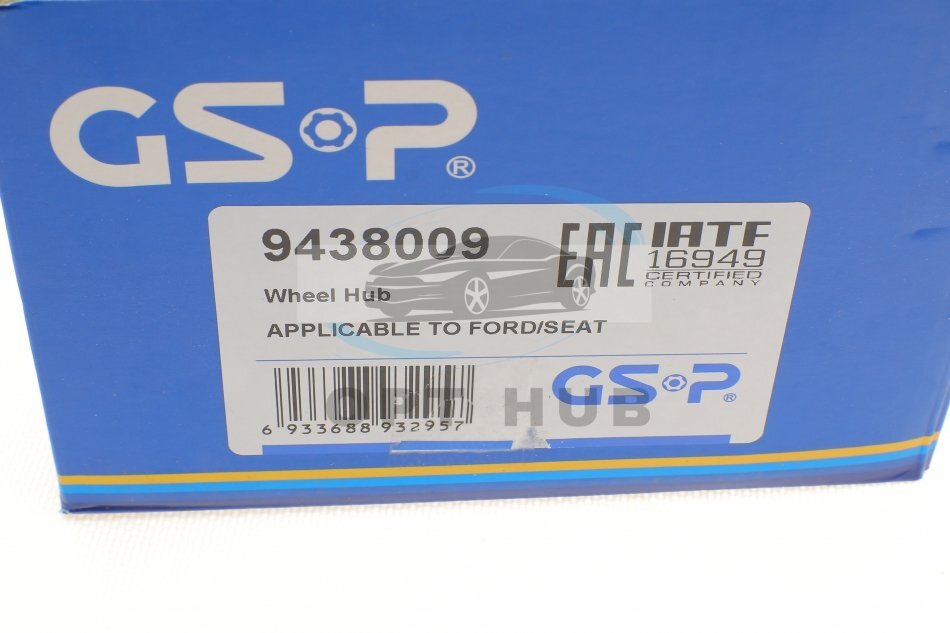 GSP®
9438009
EAC
IATF
16949
CERTIFIED
COMPANY
Wheel Hub
APPLICABLE TO FORD/SEAT
GSP®
6 933688 932957
OPT HUB